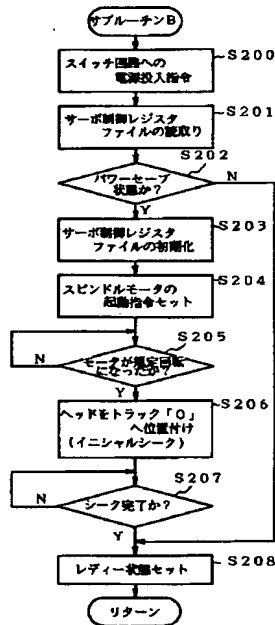 サブルーチンB
S200
スイッチ回路への
電源投入指令
S201
サーボ制御レジスタ
ファイルの読取り
S202
パワーセーブ
状態か?
N
Y
S203
サーボ制御レジスタ
ファイルの初期化
S204
スピンドルモータの
起動指令セット
S205
モータが規定回転
になったか?
N
Y
S206
ヘッドをトラック「0」
へ位置付け
(イニシャルシーク)
S207
シーク完了か?
N
Y
S208
レディー状態セット
リターン